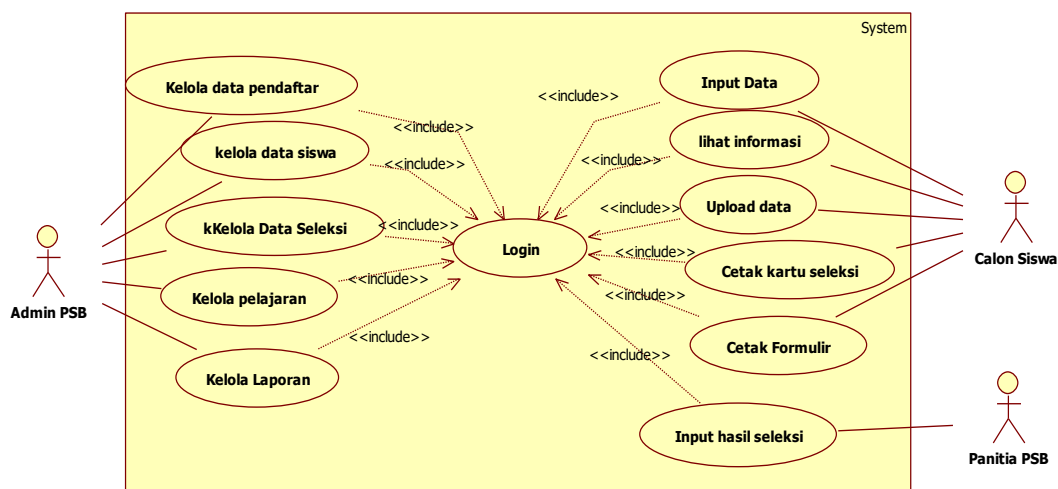 System
Kelola data pendaftar
Input Data
<<include>>
<<include>>
<<include>>
kelola data siswa
lihat informasi
<<include>>
<<include>>
Upload data
kKelola Data Seleksi
<<include>>
<<include>>
Login
Calon Siswa
Cetak kartu seleksi
<<include>>
<<include>>
Kelola pelajaran
<<include>>
Admin PSB
<<include>>
Cetak Formulir
<<include>>
Kelola Laporan
Input hasil seleksi
Panitia PSB